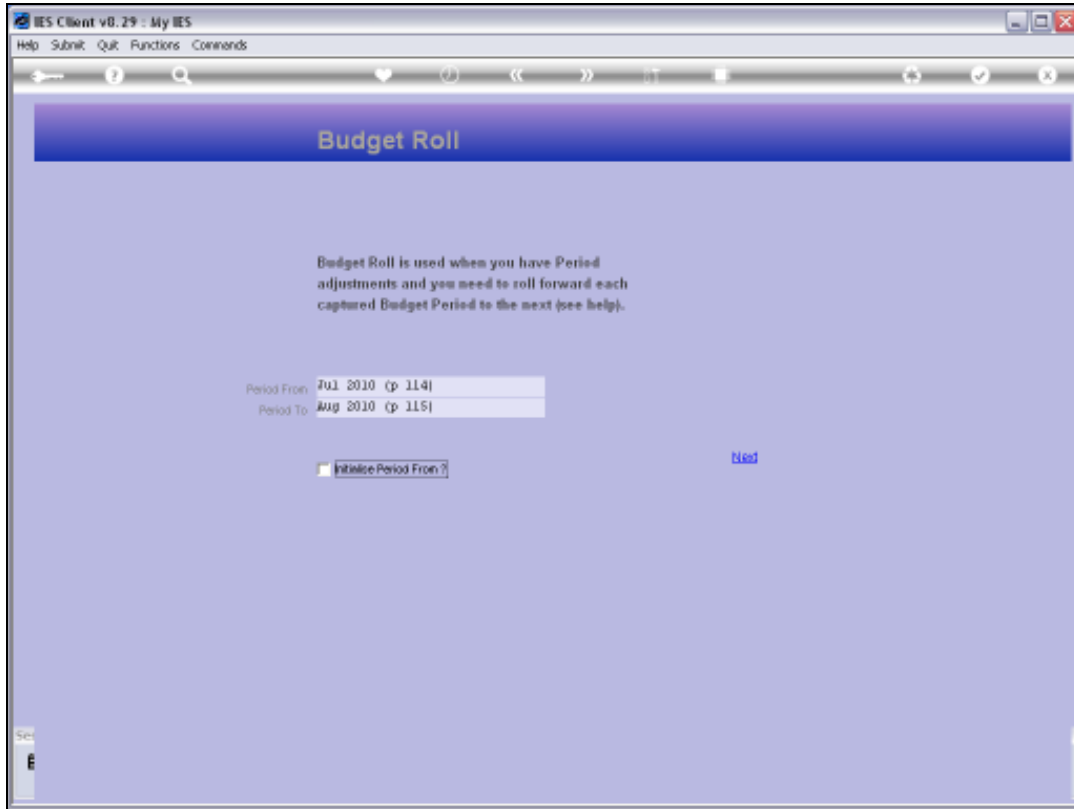 IES Client v8.29 : My IES
Help Submit Quit Functions Commands
Budget Roll
Budget Roll is used when you have Period
adjustments and you need to roll forward each
captured Budget Period to the next (see help).
Period From Jul 2010 (p 114)
Period To Aug 2010 (p 115)
Initialise Period From ?
Next